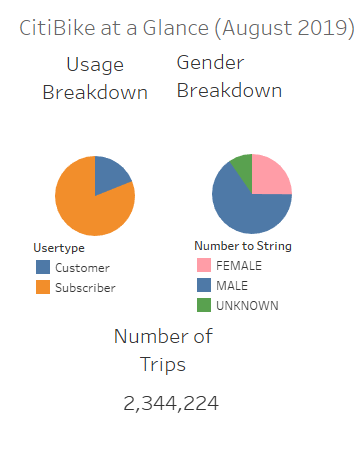 CitiBike at a Glance (August 2019)
Usage
Breakdown
Gender
Breakdown
Usertype
Customer
Subscriber
Number to String
FEMALE
MALE
UNKNOWN
Number of
Trips
2,344,224